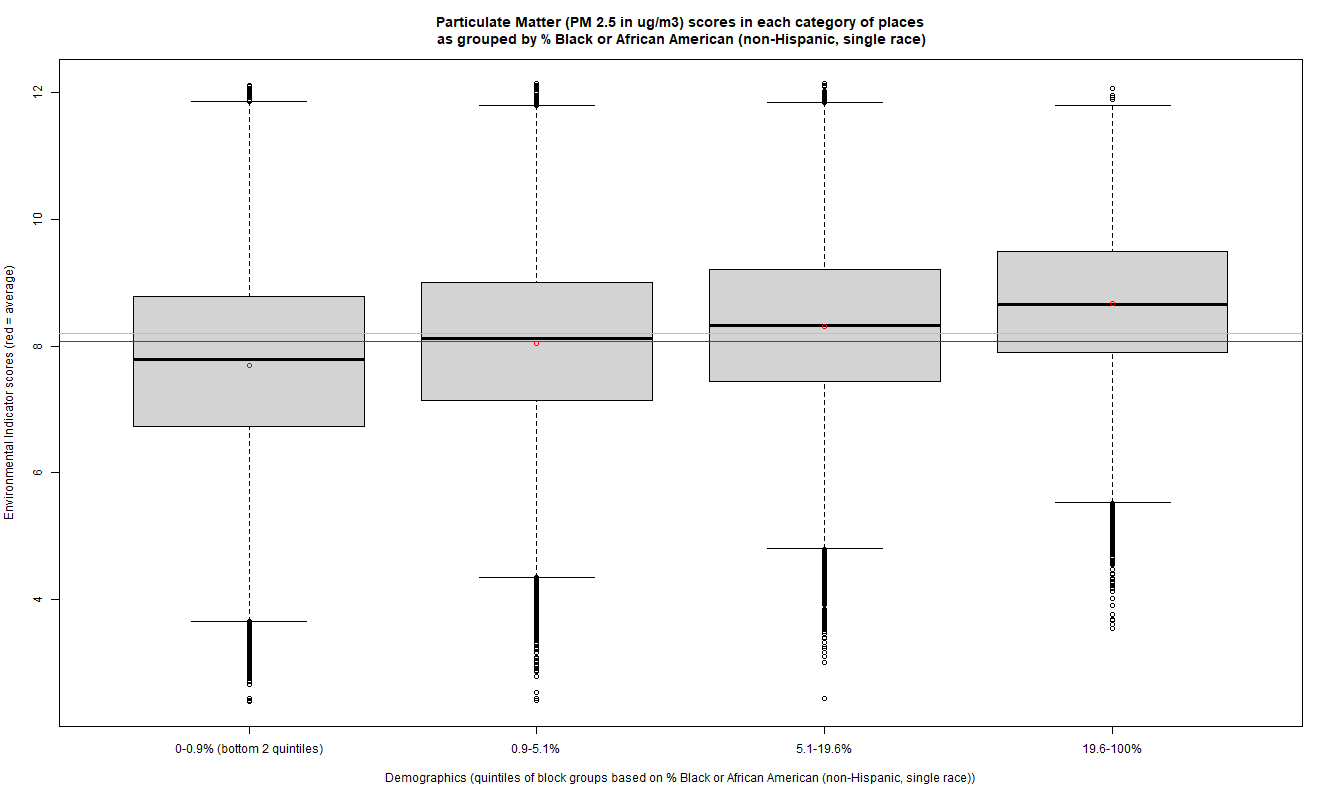 Particulate Matter (PM 2.5 in ug/m3) scores in each category of places
as grouped by % Black or African American (non-Hispanic, single race)
Environmental Indicator scores (red = average)
12
10
8
6
4
0-0.9% (bottom 2 quintiles)
0.9-5.1%
5.1-19.6%
19.6-100%
Demographics (quintiles of block groups based on % Black or African American (non-Hispanic, single race))